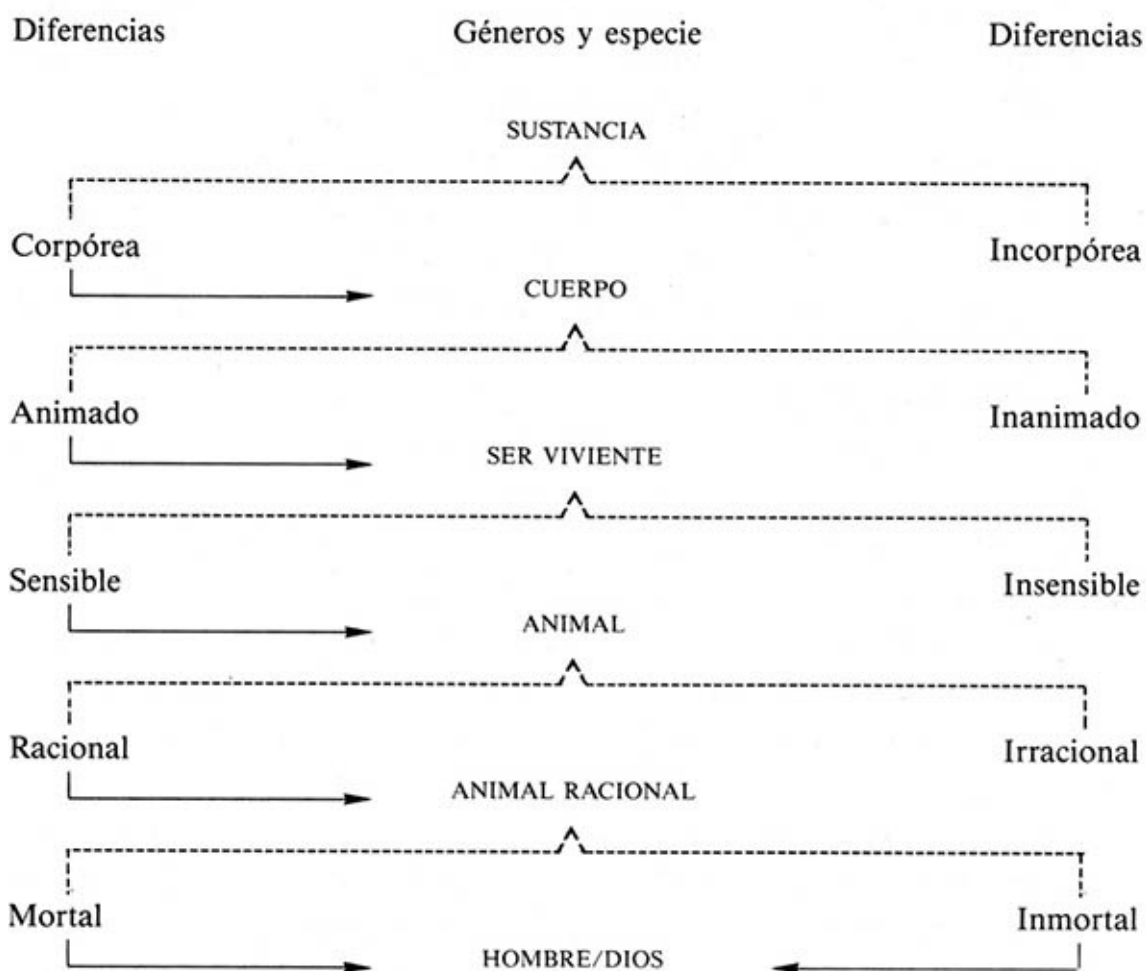 Diferencias Géneros y especie Diferencias
SUSTANCIA
Corpórea Incorpórea
CUERPO
Animado Inanimado
SER VIVIENTE
Sensible Insensible
ANIMAL
Racional Irracional
ANIMAL RACIONAL
Mortal Inmortal
HOMBRE/DIOS